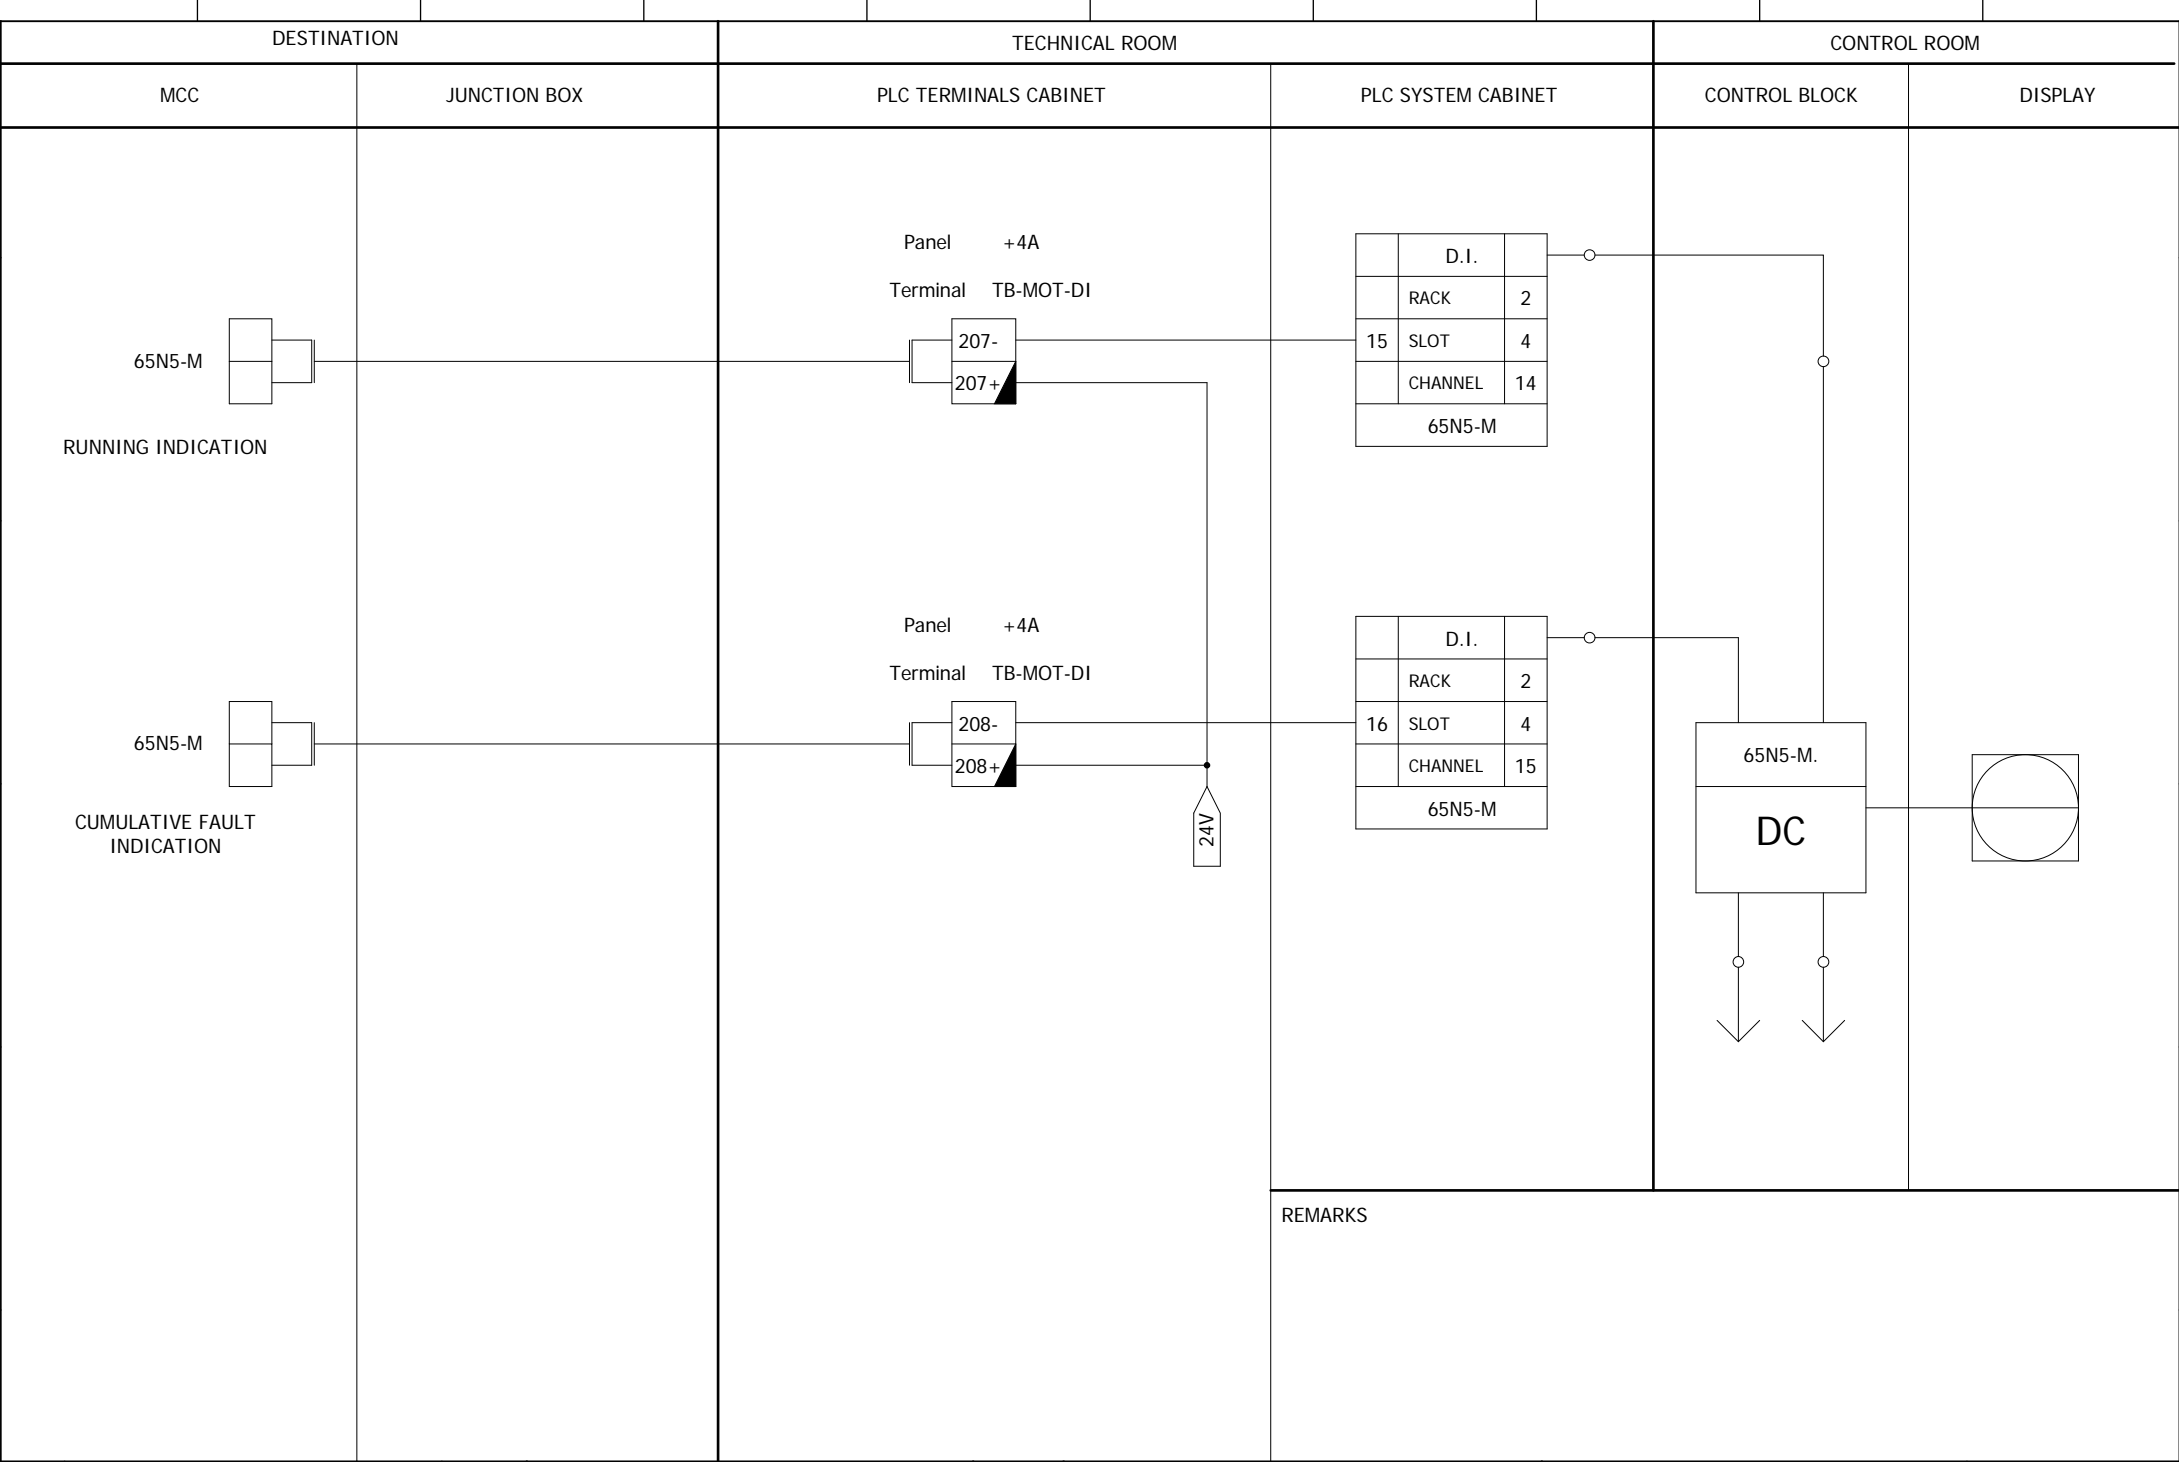 DESTINATION
TECHNICAL ROOM
CONTROL ROOM
MCC
JUNCTION BOX
PLC TERMINALS CABINET
PLC SYSTEM CABINET
CONTROL BLOCK
DISPLAY
65N5-M
RUNNING INDICATION
Panel +4A
Terminal TB-MOT-DI
207-
207+
D.I.
RACK 2
15 SLOT 4
CHANNEL 14
65N5-M
65N5-M
CUMULATIVE FAULT
INDICATION
Panel +4A
Terminal TB-MOT-DI
208-
208+
24V
D.I.
RACK 2
16 SLOT 4
CHANNEL 15
65N5-M
65N5-M.
DC
REMARKS